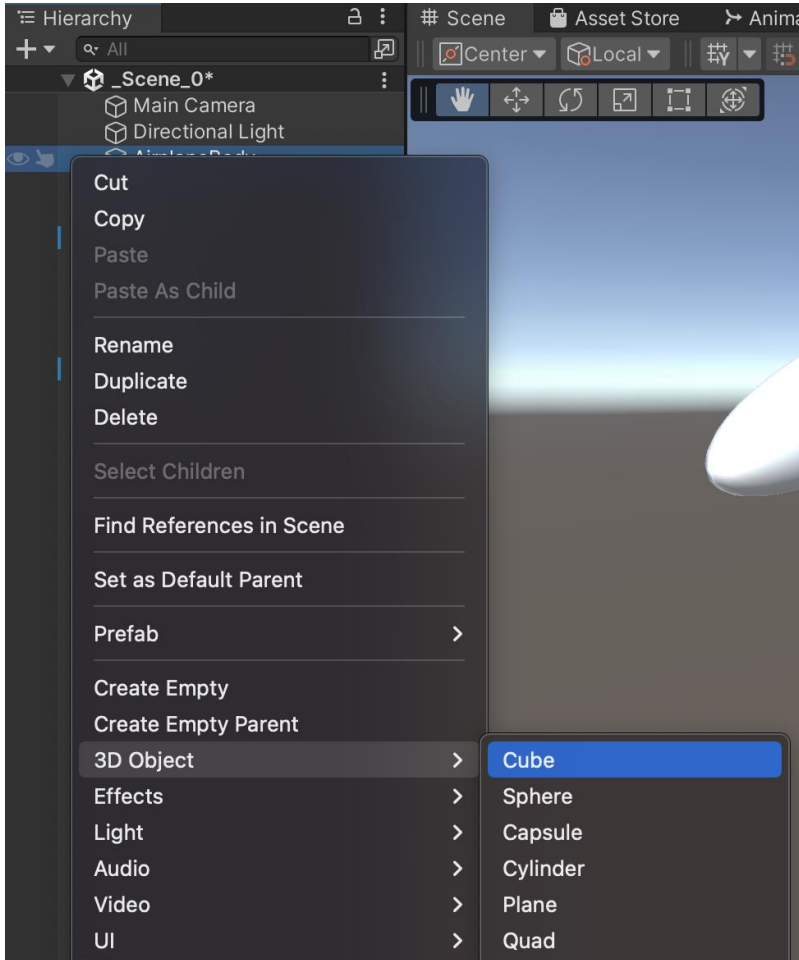 Hierarchy
All
_Scene_0*
Main Camera
Directional Light
AirplaneBody
Cut
Copy
Paste
Paste As Child
Rename
Duplicate
Delete
Select Children
Find References in Scene
Set as Default Parent
Prefab
Create Empty
Create Empty Parent
3D Object
Effects
Light
Audio
Video
UI
Cube
Sphere
Capsule
Cylinder
Plane
Quad
Scene
Asset Store
Center
Local